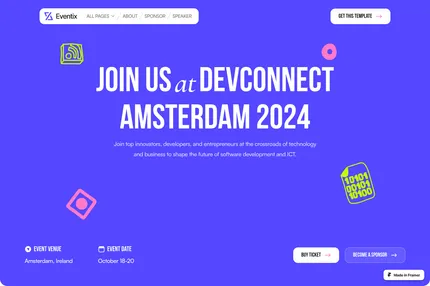 Eventix
ALL PAGES
ABOUT
SPONSOR
SPEAKER
GET THIS TEMPLATE
JOIN US at DEVCONNECT
AMSTERDAM 2024
Join top innovators, developers, and entrepreneurs at the crossroads of technology
and business to shape the future of software development and ICT.
10101
00101
10100
EVENT VENUE
Amsterdam, Ireland
EVENT DATE
October 18-20
BUY TICKET
BECOME A SPONSOR
Made in Framer